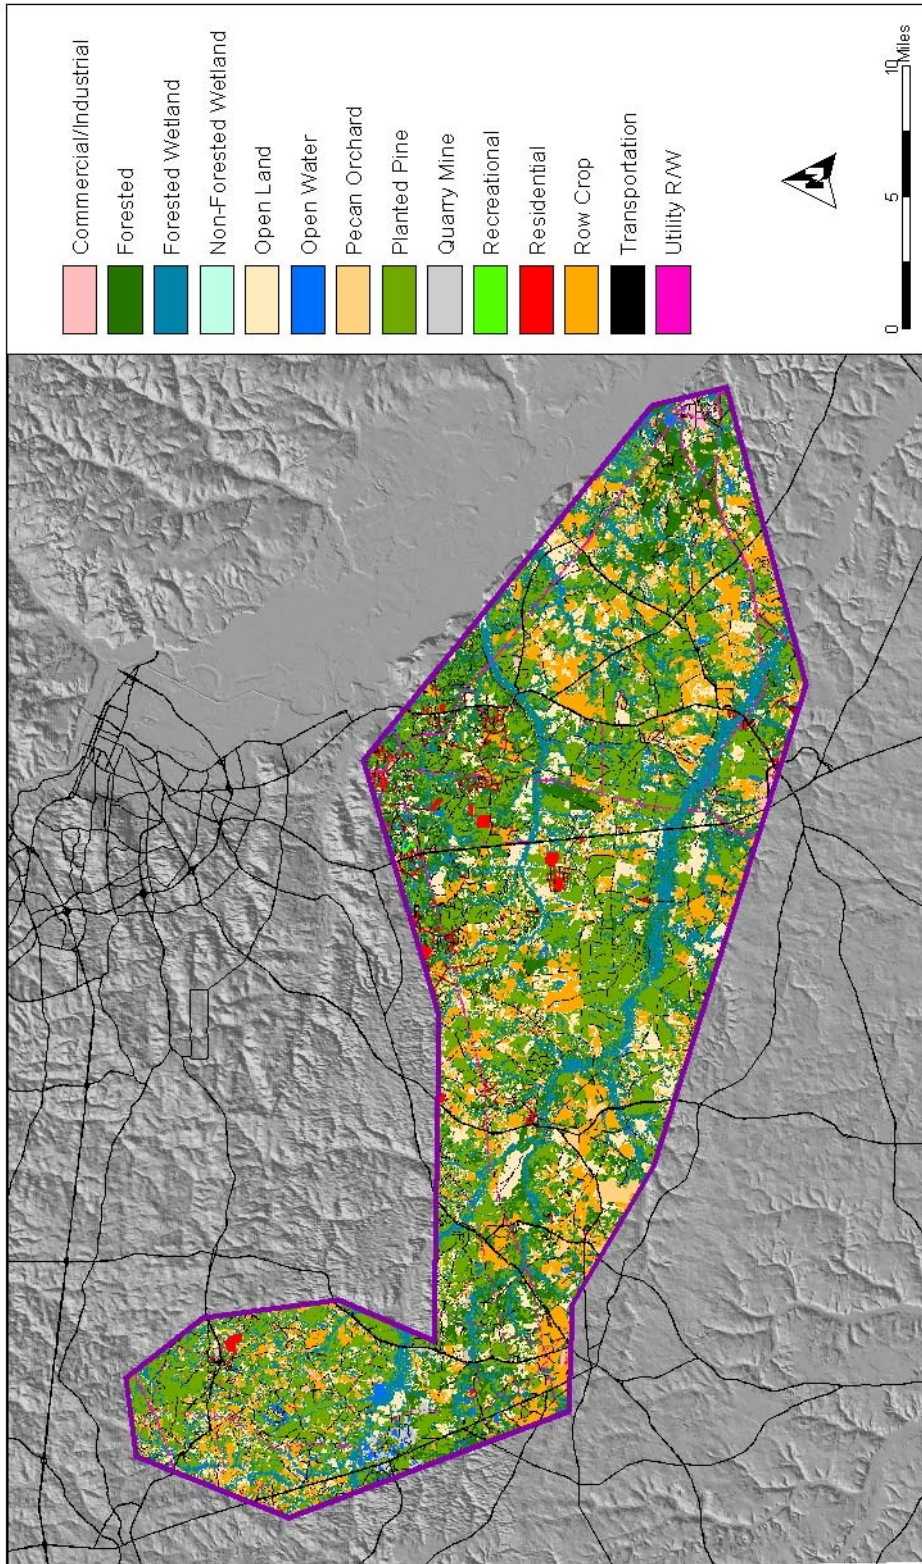 Commercial/Industrial
Forested
Forested Wetland
Non-Forested Wetland
Open Land
Open Water
Pecan Orchard
Planted Pine
Quarry Mine
Recreational
Residential
Row Crop
Transportation
Utility R/W
N
0 5 10
Miles